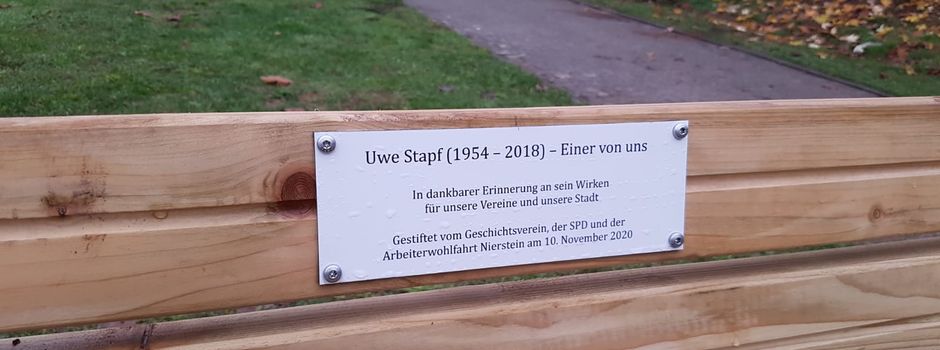 Uwe Stapf (1954 – 2018) – Einer von uns
In dankbarer Erinnerung an sein Wirken
für unsere Vereine und unsere Stadt
Gestiftet vom Geschichtsverein, der SPD und der
Arbeiterwohlfahrt Nierstein am 10. November 2020